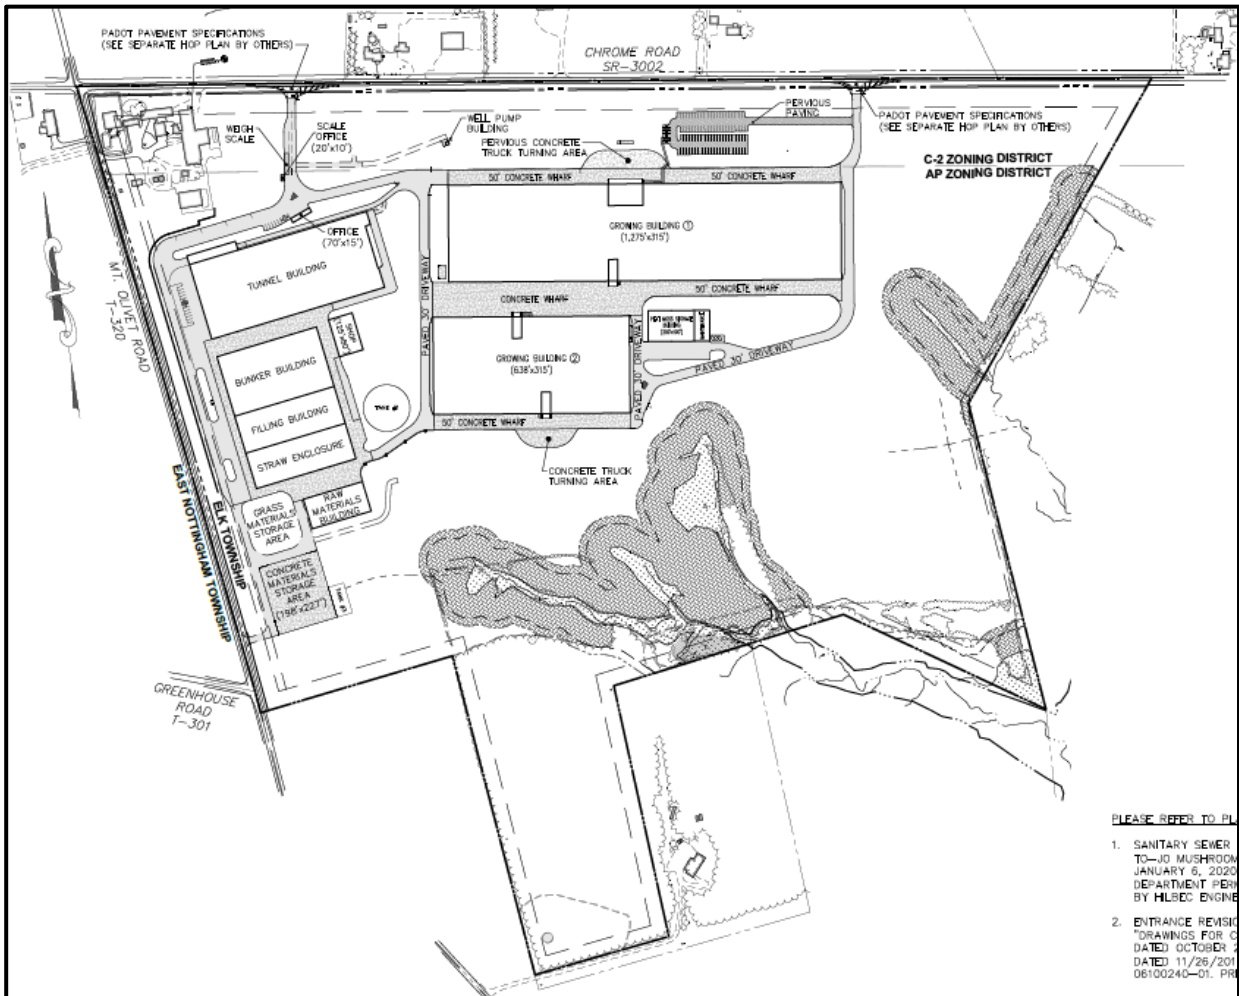 PADOT PAVEMENT SPECIFICATIONS
(SEE SEPARATE HOP PLAN BY OTHERS)
CHROME ROAD
SR-3002
WEIGH
SCALE
SCALE
OFFICE
(20'x10')
WELL PUMP
BUILDING
PERVIOUS CONCRETE
TRUCK TURNING AREA
PERVIOUS
PAVING
PADOT PAVEMENT SPECIFICATIONS
(SEE SEPARATE HOP PLAN BY OTHERS)
C-2 ZONING DISTRICT
AP ZONING DISTRICT
50' CONCRETE WHARF
50' CONCRETE WHARF
OFFICE
(70'x15')
GROWING BUILDING ①
(1,275'x315')
TUNNEL BUILDING
MT. OLIVET ROAD
T-320
PAVED 30' DRIVEWAY
CONCRETE WHARF
50' CONCRETE WHARF
SHOP
BUNKER BUILDING
GROWING BUILDING ②
(638'x315')
PAVED 30' DRIVEWAY
PAVED 30' DRIVEWAY
FILLING BUILDING
50' CONCRETE WHARF
STRAW ENCLOSURE
CONCRETE TRUCK
TURNING AREA
RAW
MATERIALS
BUILDING
GRASS
MATERIALS
STORAGE
AREA
EAST NOTTINGHAM TOWNSHIP
ELK TOWNSHIP
CONCRETE
MATERIALS
STORAGE
AREA
(198'x227')
GREENHOUSE
ROAD
T-301
PLEASE REFER TO PL
1. SANITARY SEWER
TO-JO MUSHROOM
JANUARY 6, 2020
DEPARTMENT PER
BY HILBEC ENGINE
2. ENTRANCE REVISIO
"DRAWINGS FOR C
DATED OCTOBER 2
DATED 11/26/201
06100240-01. PRI